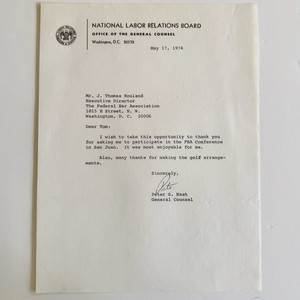 NATIONAL LABOR RELATIONS BOARD
OFFICE OF THE GENERAL COUNSEL
Washington, D.C. 20570
May 17, 1974
Mr. J. Thomas Rouland
Executive Director
The Federal Bar Association
1815 H Street, N. W.
Washington, D. C. 20006
Dear Tom:
I wish to take this opportunity to thank you
for asking me to participate in the FBA Conference
in San Juan. It was most enjoyable for me.
Also, many thanks for making the golf arrange-
ments.
Sincerely,
Pete
Peter G. Nash
General Counsel